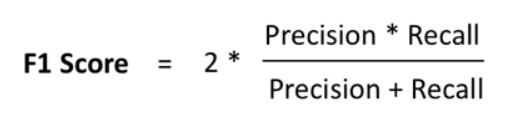 Precision * Recall
F1 Score = 2 *
Precision + Recall